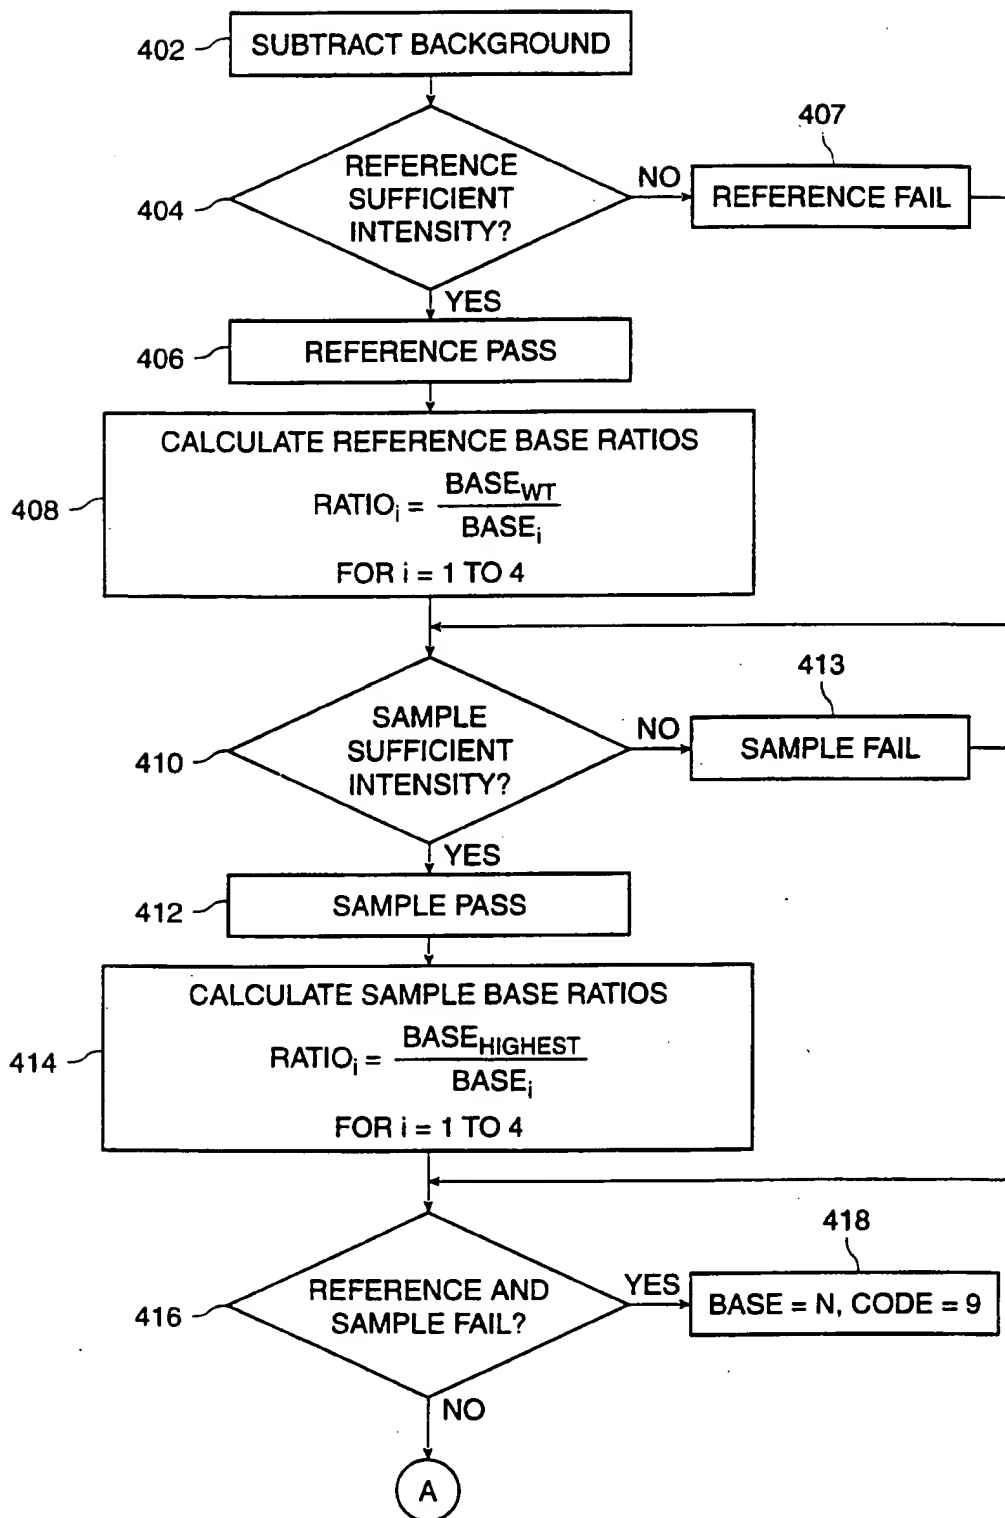 402
SUBTRACT BACKGROUND
407
404
REFERENCE
SUFFICIENT
INTENSITY?
NO
REFERENCE FAIL
YES
406
REFERENCE PASS
408
CALCULATE REFERENCE BASE RATIOS
RATIOi = BASEWT
BASEi
FOR i = 1 TO 4
413
410
SAMPLE
SUFFICIENT
INTENSITY?
NO
SAMPLE FAIL
YES
412
SAMPLE PASS
414
CALCULATE SAMPLE BASE RATIOS
RATIOi = BASEHIGHEST
BASEi
FOR i = 1 TO 4
418
416
REFERENCE AND
SAMPLE FAIL?
YES
BASE = N, CODE = 9
NO
A